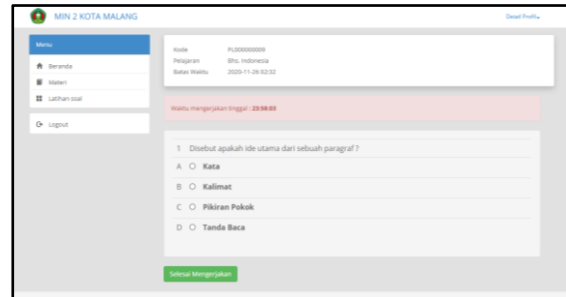 MIN 2 KOTA MALANG
Detail Profil
Menu
Beranda
Materi
Latihan soal
Logout
Kode PL000000009
Pelajaran Bhs. Indonesia
Batas Waktu 2020-11-26 02:02
Waktu mengerjakan tinggal : 23:58:03
1 Disebut apakah ide utama dari sebuah paragraf ?
A Kata
B Kalimat
C Pikiran Pokok
D Tanda Baca
Selesai Mengerjakan